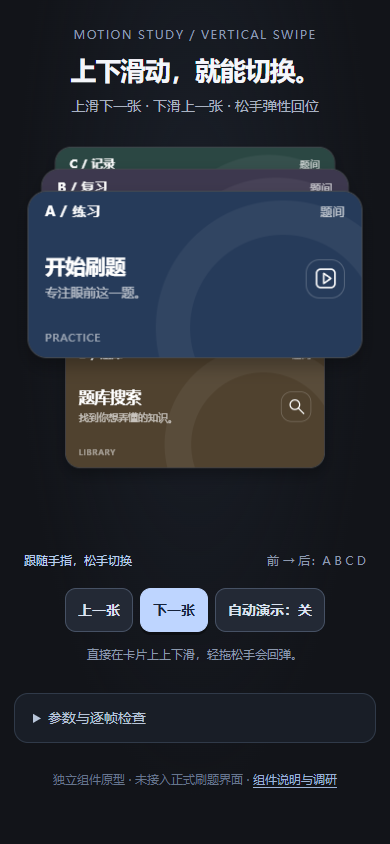 MOTION STUDY / VERTICAL SWIPE
上下滑动，就能切换。
上滑下一张 · 下滑上一张 · 松手弹性回位
C / 记录
题间
B / 复习
题间
A / 练习
题间
开始刷题
专注眼前这一题。
PRACTICE
题库搜索
找到你想弄懂的知识。
LIBRARY
跟随手指，松手切换
前 → 后：A B C D
上一张
下一张
自动演示：关
直接在卡片上上下滑，轻拖松手会回弹。
▶ 参数与逐帧检查
独立组件原型 · 未接入正式刷题界面 · 组件说明与调研